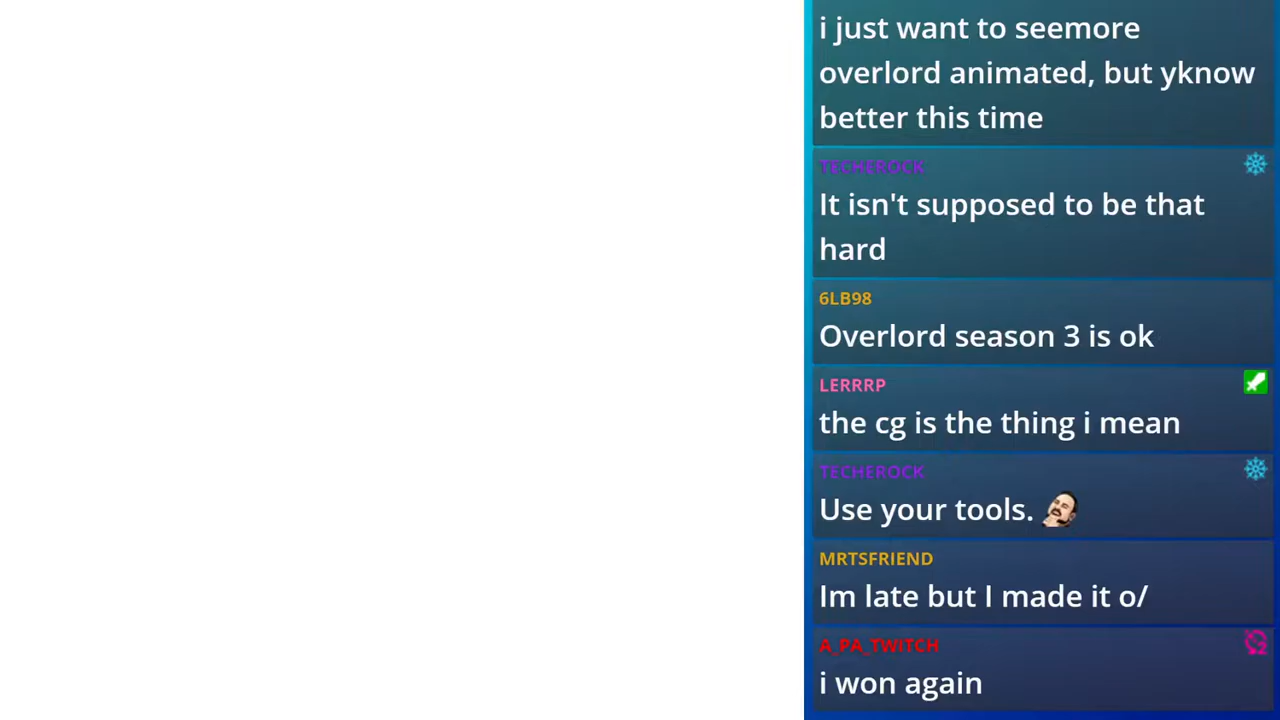 i just want to seemore
overlord animated, but yknow
better this time
TECHEROCK
It isn't supposed to be that
hard
6LB98
Overlord season 3 is ok
LERRRP
the cg is the thing i mean
TECHEROCK
Use your tools.
MRTSFRIEND
Im late but I made it o/
A_PA_TWITCH
i won again